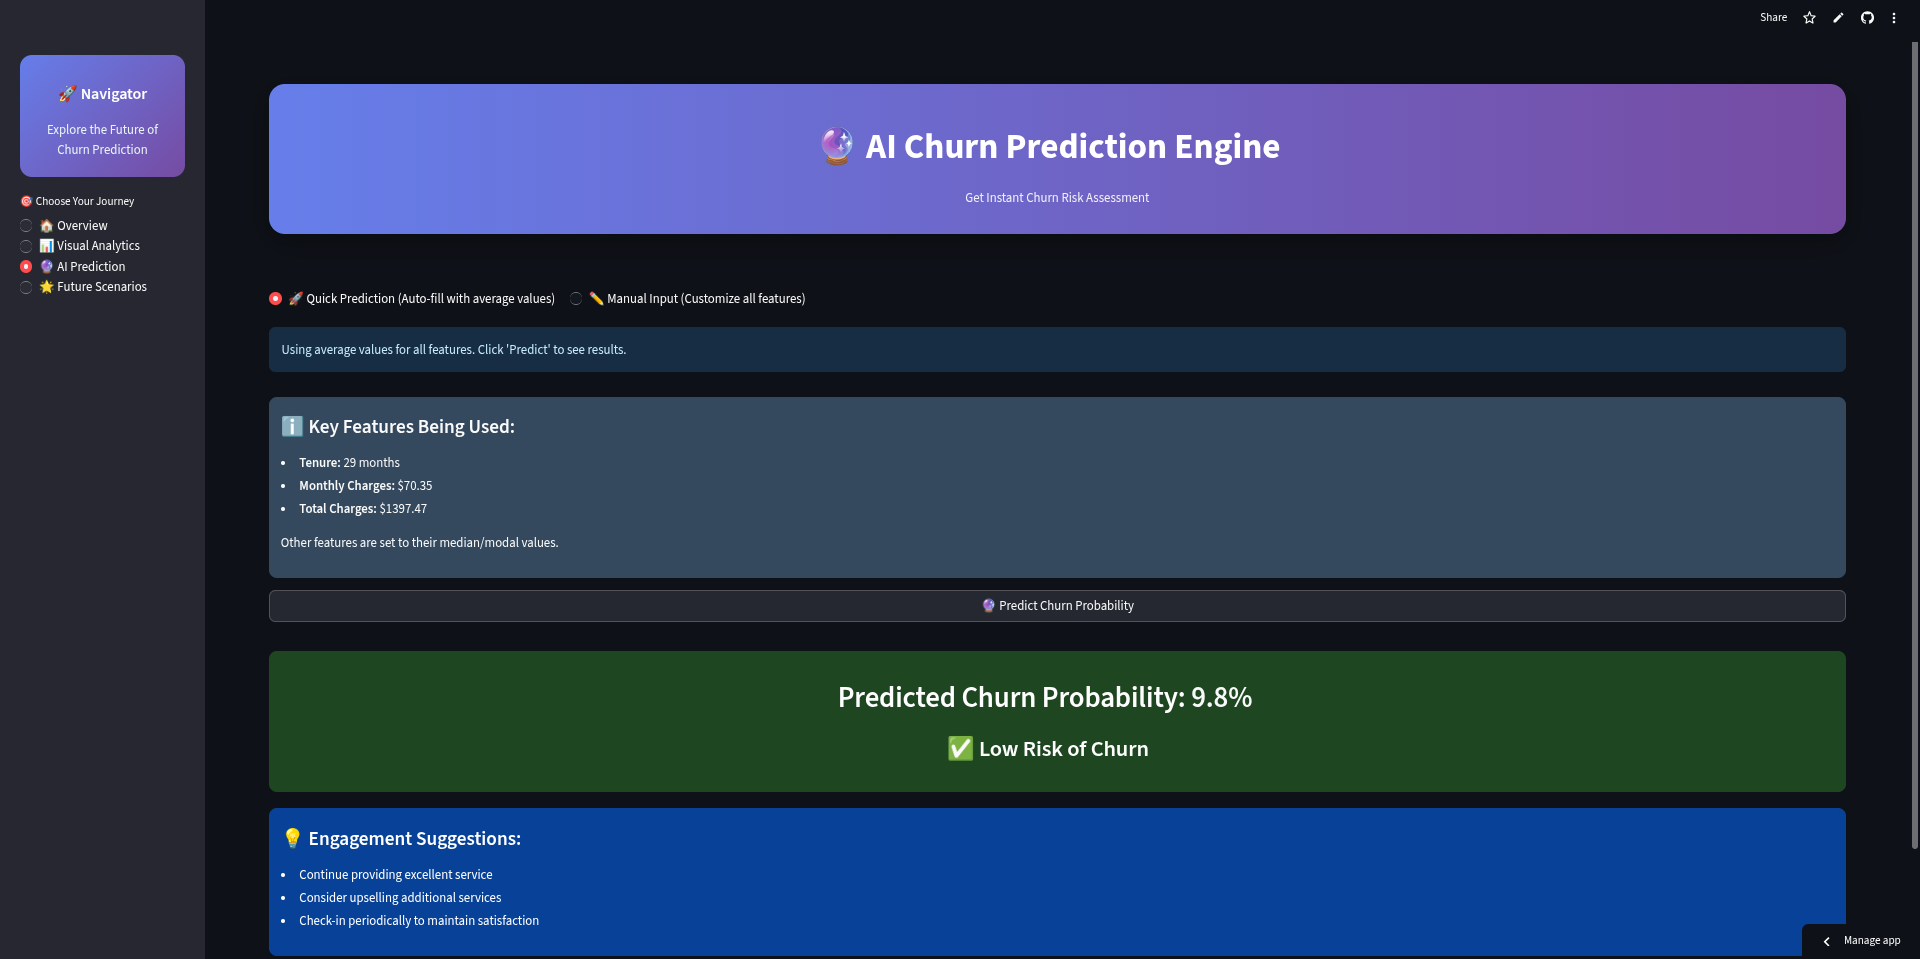 Share
🚀 Navigator
Explore the Future of
Churn Prediction
🎯 Choose Your Journey
🏠 Overview
📊 Visual Analytics
🔮 AI Prediction
🌟 Future Scenarios
🔮 AI Churn Prediction Engine
Get Instant Churn Risk Assessment
🚀 Quick Prediction (Auto-fill with average values)
✏️ Manual Input (Customize all features)
Using average values for all features. Click 'Predict' to see results.
ℹ️ Key Features Being Used:
• Tenure: 29 months
• Monthly Charges: $70.35
• Total Charges: $1397.47
Other features are set to their median/modal values.
🔮 Predict Churn Probability
Predicted Churn Probability: 9.8%
✅ Low Risk of Churn
💡 Engagement Suggestions:
• Continue providing excellent service
• Consider upselling additional services
• Check-in periodically to maintain satisfaction
Manage app